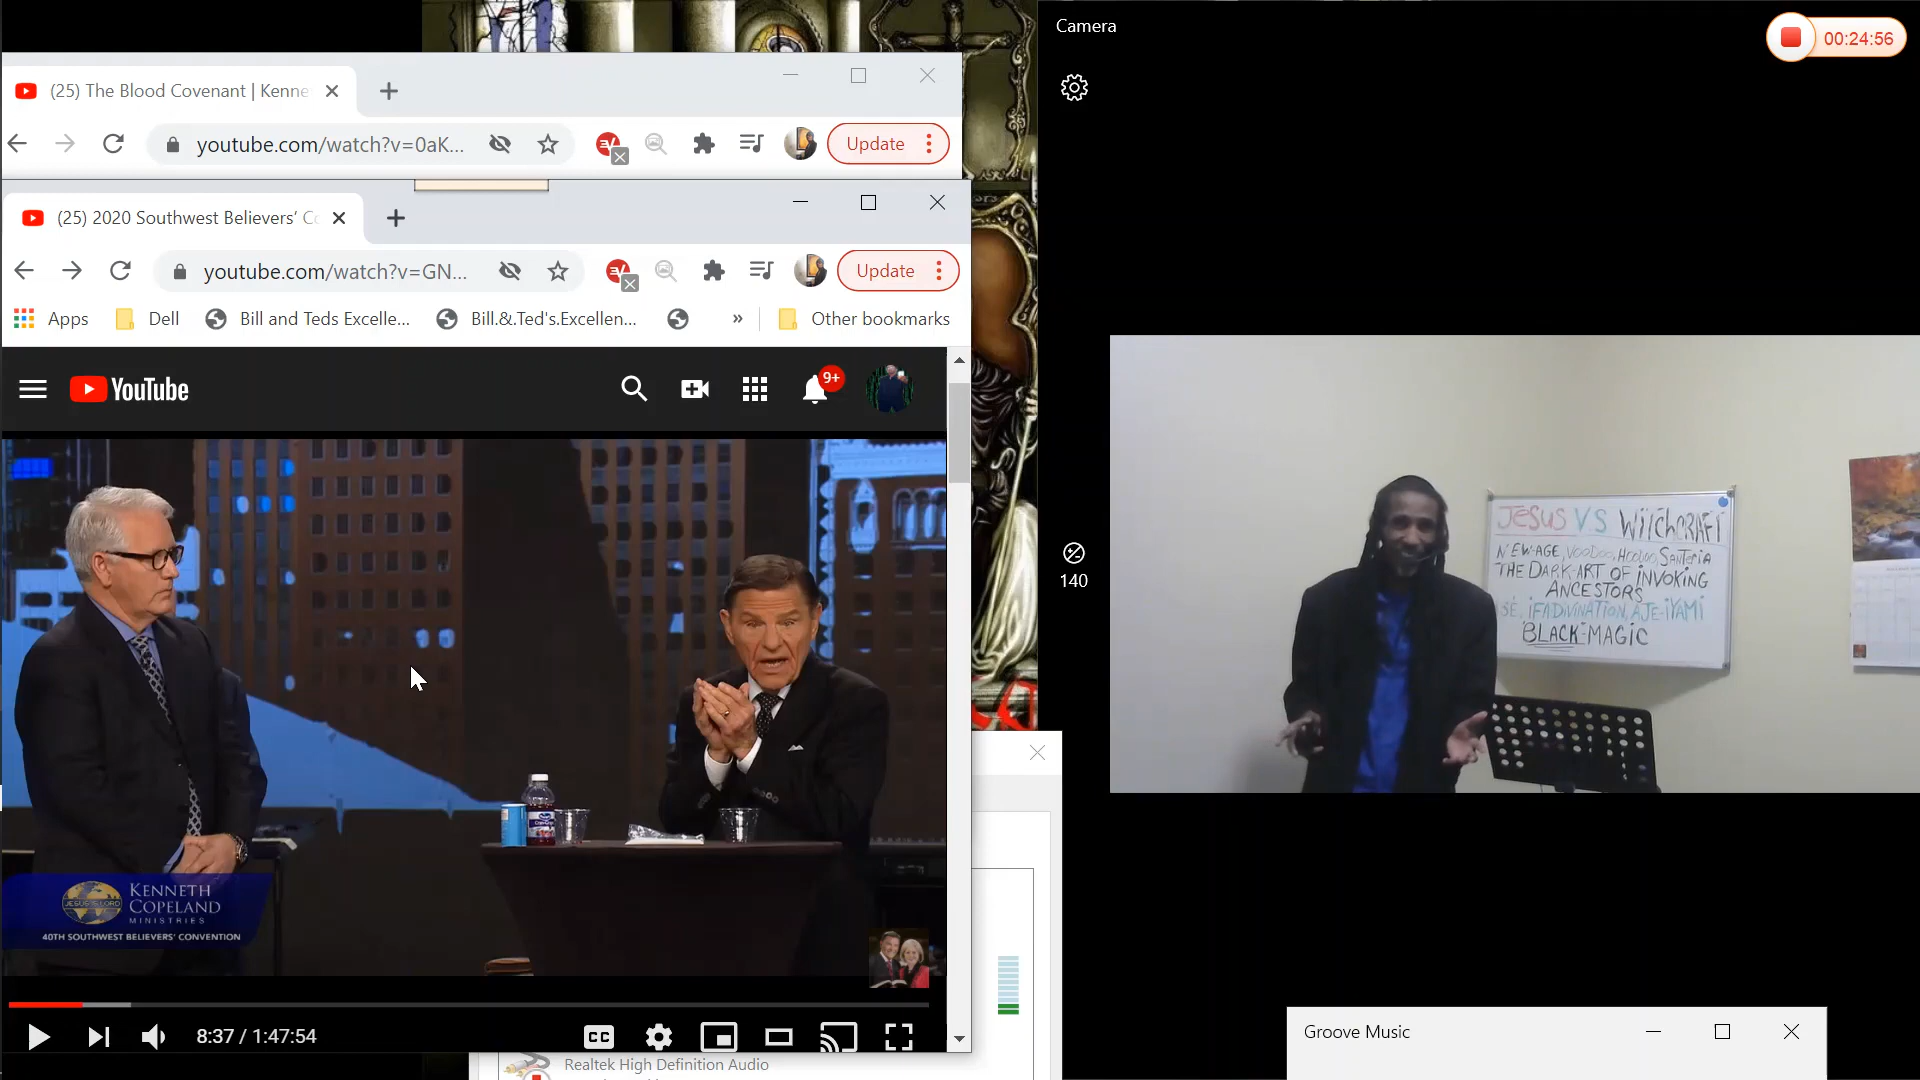 Camera
00:24:56
(25) The Blood Covenant | Kenne
youtube.com/watch?v=0aK...
Update
(25) 2020 Southwest Believers' Co
youtube.com/watch?v=GN...
Update
Apps
Dell
Bill and Teds Excelle...
Bill.&.Ted's.Excellen...
»
Other bookmarks
YouTube
9+
JESUS IS LORD
KENNETH
COPELAND
MINISTRIES
40TH SOUTHWEST BELIEVERS' CONVENTION
8:37 / 1:47:54
CC
Realtek High Definition Audio
140
JESUS VS WITCHCRAFT
NEW-AGE, VOODOO, HOODOO, SANTERIA
THE DARK-ART OF INVOKING
ANCESTORS
IFA DIVINATION, AJE-IYAMI
BLACK-MAGIC
Groove Music